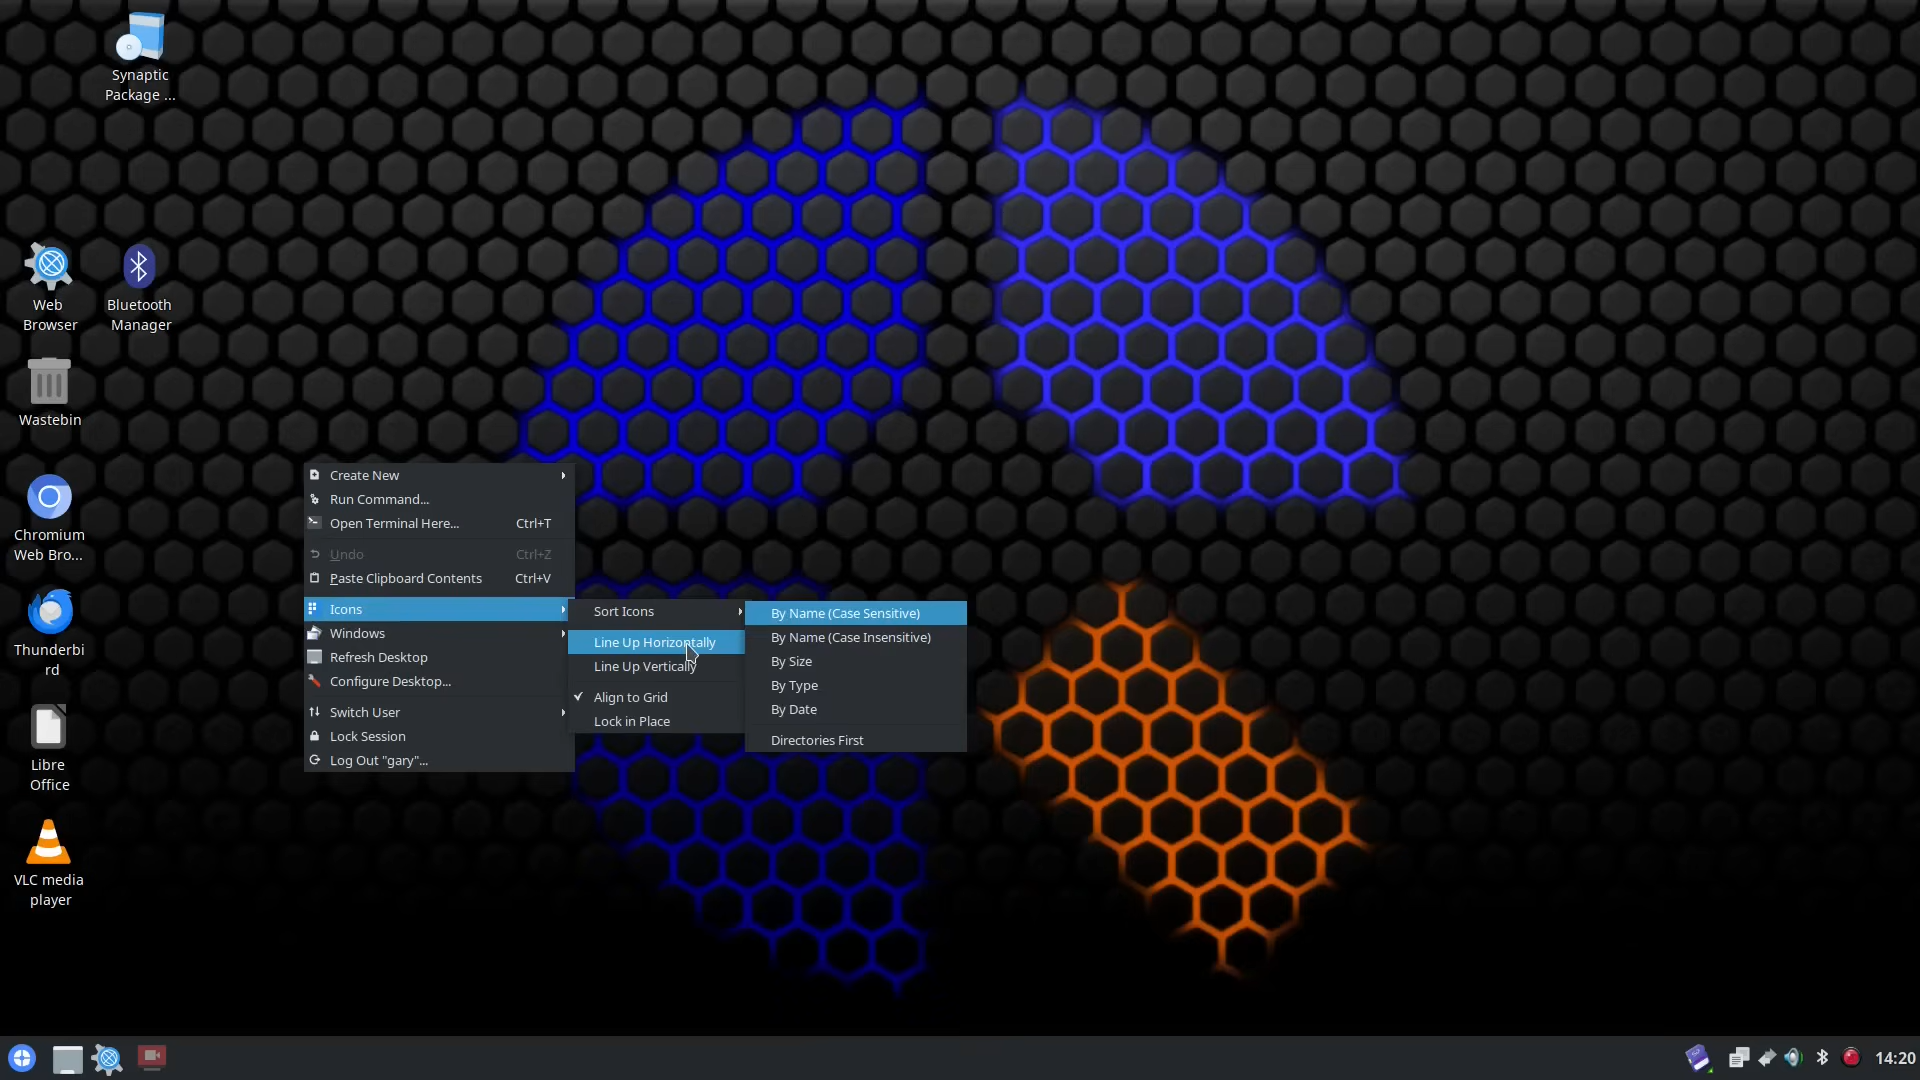 Synaptic
Package ...
Web
Browser
Bluetooth
Manager
Wastebin
Chromium
Web Bro...
Thunderbi
rd
Libre
Office
VLC media
player
Create New
Run Command...
Open Terminal Here... Ctrl+T
Undo Ctrl+Z
Paste Clipboard Contents Ctrl+V
Icons
Windows
Refresh Desktop
Configure Desktop...
Switch User
Lock Session
Log Out "gary"...
Sort Icons
Line Up Horizontally
Line Up Vertically
Align to Grid
Lock in Place
By Name (Case Sensitive)
By Name (Case Insensitive)
By Size
By Type
By Date
Directories First
14:20